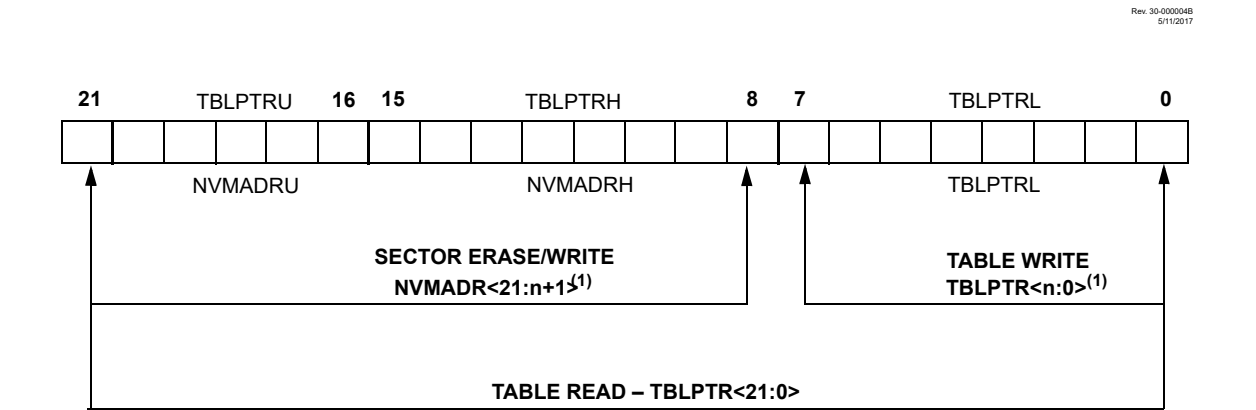 Rev. 30-000004B
5/11/2017
21 TBLPTRU 16 15 TBLPTRH 8 7 TBLPTRL 0
NVMADRU NVMADRH TBLPTRL
SECTOR ERASE/WRITE
NVMADR<21:n+1>(1)
TABLE WRITE
TBLPTR<n:0>(1)
TABLE READ – TBLPTR<21:0>